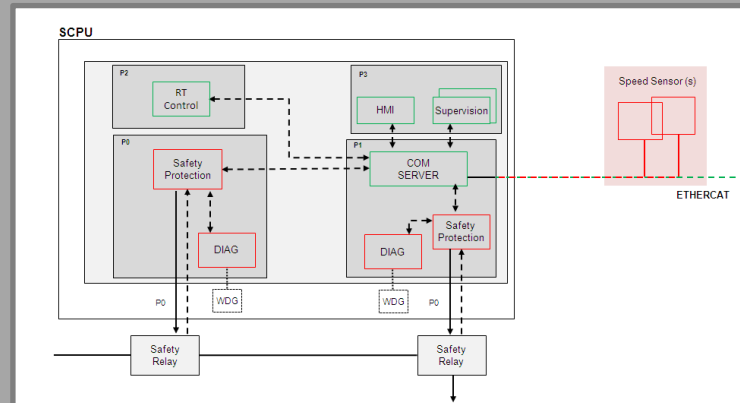 SCPU
P2
RT
Control
P3
HMI
Supervision
Speed Sensor (s)
P0
Safety
Protection
DIAG
P1
COM
SERVER
Safety
Protection
DIAG
ETHERCAT
WDG
WDG
P0
P0
Safety
Relay
Safety
Relay